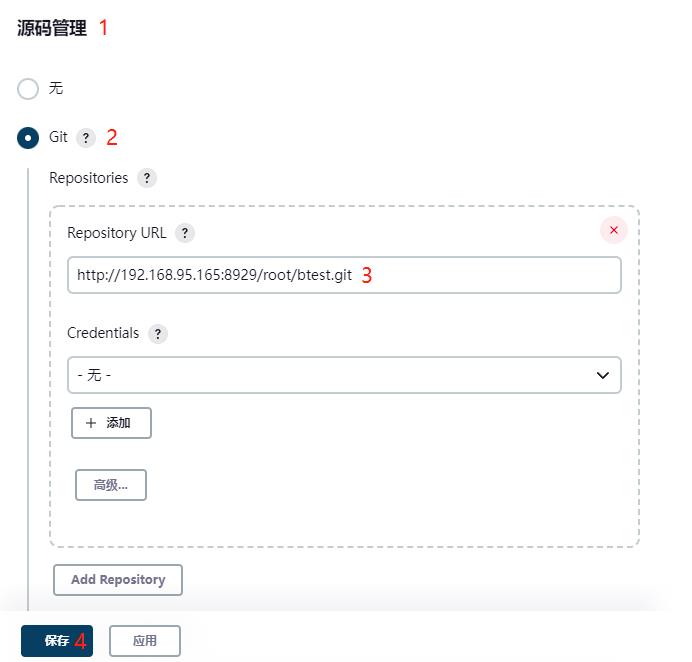 源码管理 1
无
Git ? 2
Repositories ?
Repository URL ?
×
http://192.168.95.165:8929/root/btest.git 3
Credentials ?
- 无 -
+ 添加
高级...
Add Repository
保存 4 应用